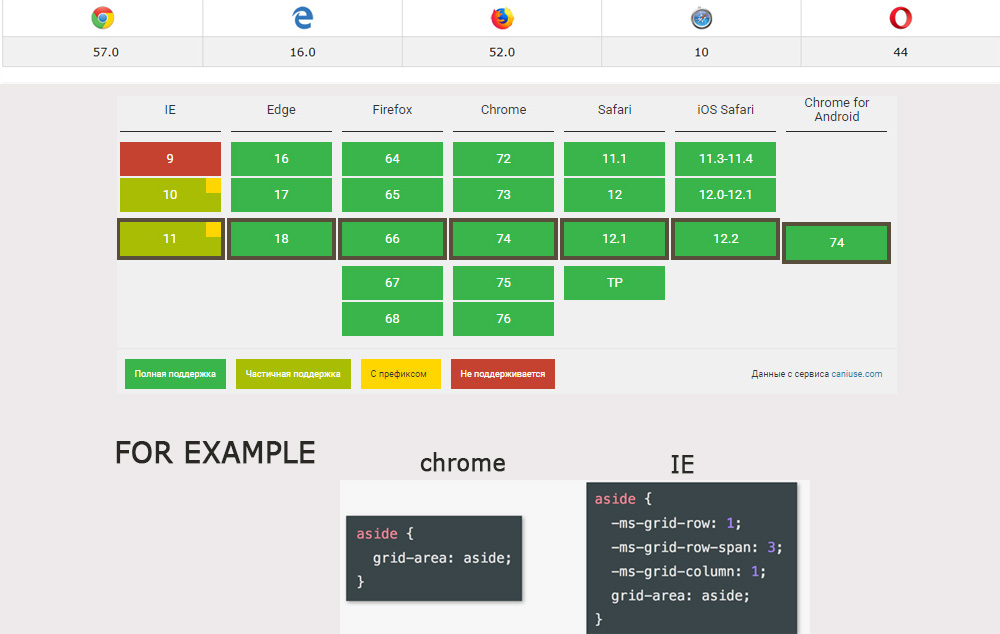 57.0 16.0 52.0 10 44
IE Edge Firefox Chrome Safari iOS Safari Chrome for
Android
9 16 64 72 11.1 11.3-11.4
10 17 65 73 12 12.0-12.1
11 18 66 74 12.1 12.2 74
67 75 TP
68 76
Полная поддержка Частичная поддержка С префиксом Не поддерживается Данные с сервиса caniuse.com
FOR EXAMPLE
chrome IE
aside {
grid-area: aside;
}
aside {
-ms-grid-row: 1;
-ms-grid-row-span: 3;
-ms-grid-column: 1;
grid-area: aside;
}